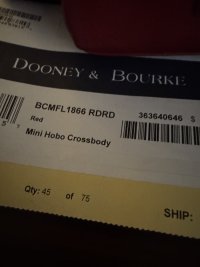 DOONEY & BOURKE
BCMFL1866 RDRD 363640646 $
Red
Mini Hobo Crossbody
Qty: 45 of 75
SHIP: